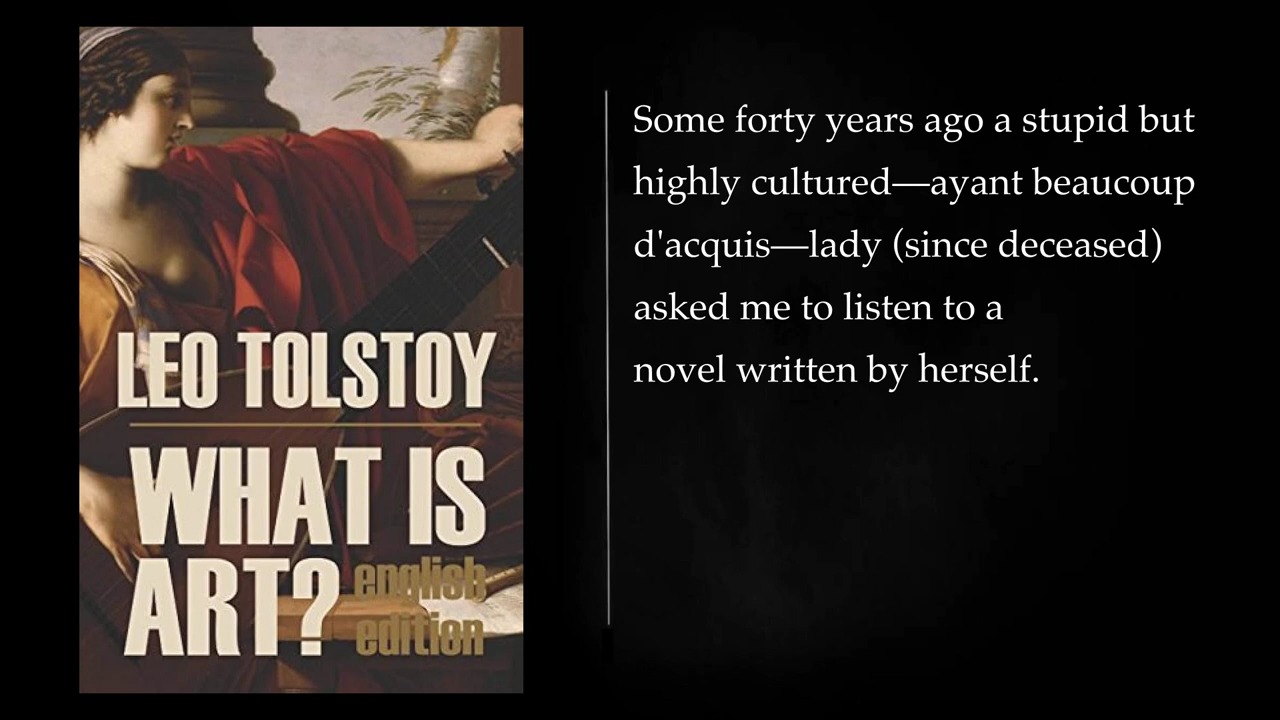 LEO TOLSTOY
WHAT IS
ART?
english
edition
Some forty years ago a stupid but
highly cultured—ayant beaucoup
d'acquis—lady (since deceased)
asked me to listen to a
novel written by herself.